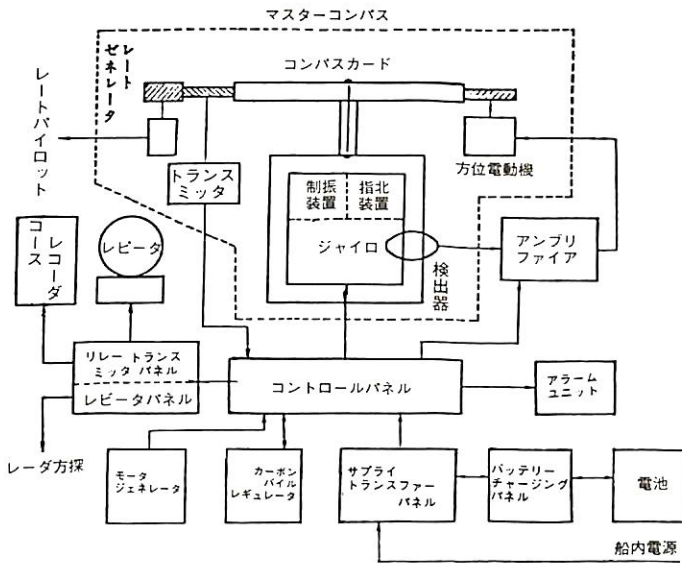 マスターコンパス
レート
ゼネレータ
コンパスカード
レートパイロット
方位電動機
トランス
ミッタ
制振
装置
指北
装置
ジャイロ
検出器
アンプリ
ファイア
コース
レコーダ
レピータ
リレートランス
ミッタパネル
レピータパネル
コントロールパネル
アラーム
ユニット
レーダ方探
モータ
ジェネレータ
カーボン
パイル
レギュレータ
サプライ
トランスファー
パネル
バッテリー
チャージング
パネル
電池
船内電源